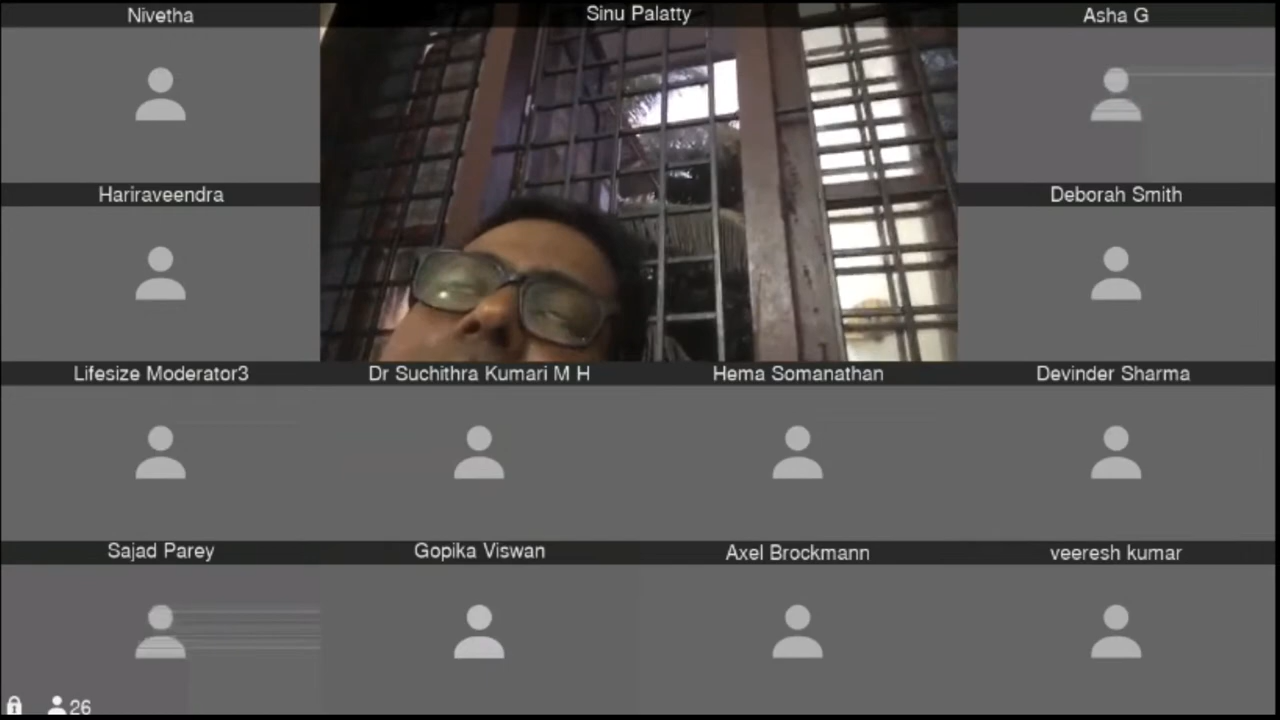 Nivetha
Sinu Palatty
Asha G
Hariraveendra
Deborah Smith
Lifesize Moderator3
Dr Suchithra Kumari M H
Hema Somanathan
Devinder Sharma
Sajad Parey
Gopika Viswan
Axel Brockmann
veeresh kumar
26